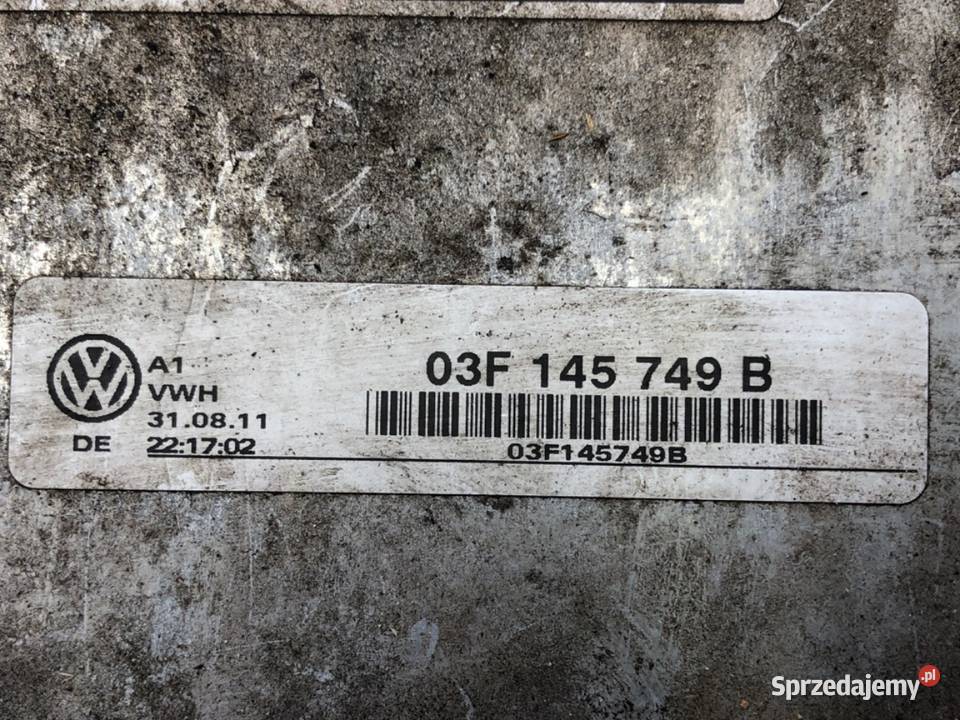 A1
VWH
31.08.11
DE 22:17:02
03F 145 749 B
03F145749B
Sprzedajemy.pl